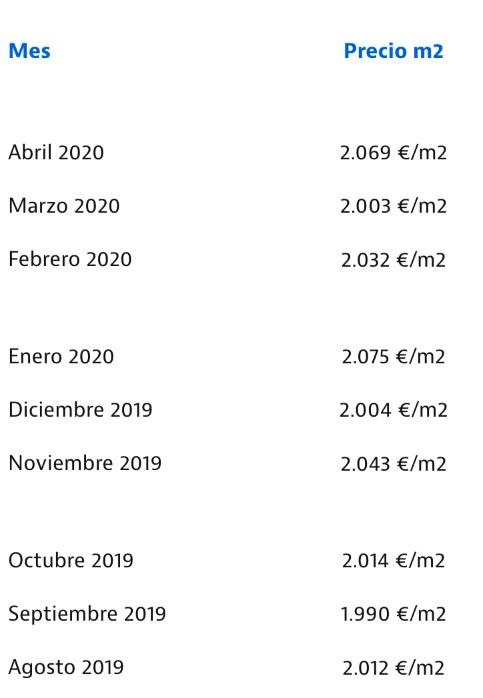 Mes Precio m2
Abril 2020 2.069 €/m2
Marzo 2020 2.003 €/m2
Febrero 2020 2.032 €/m2
Enero 2020 2.075 €/m2
Diciembre 2019 2.004 €/m2
Noviembre 2019 2.043 €/m2
Octubre 2019 2.014 €/m2
Septiembre 2019 1.990 €/m2
Agosto 2019 2.012 €/m2